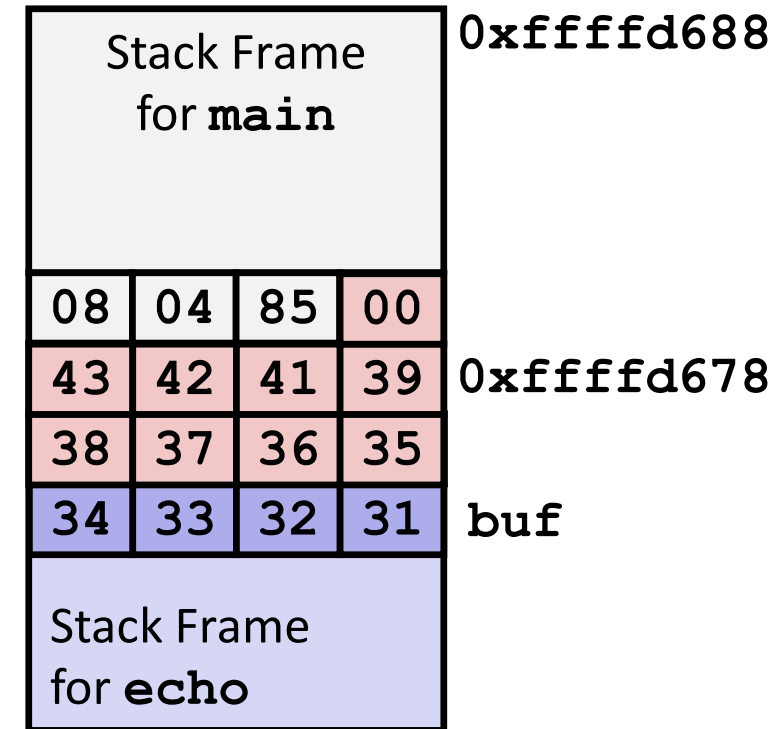 Stack Frame 0xffffd688
for main
08 04 85 00
43 42 41 39 0xffffd678
38 37 36 35
34 33 32 31 buf
Stack Frame
for echo